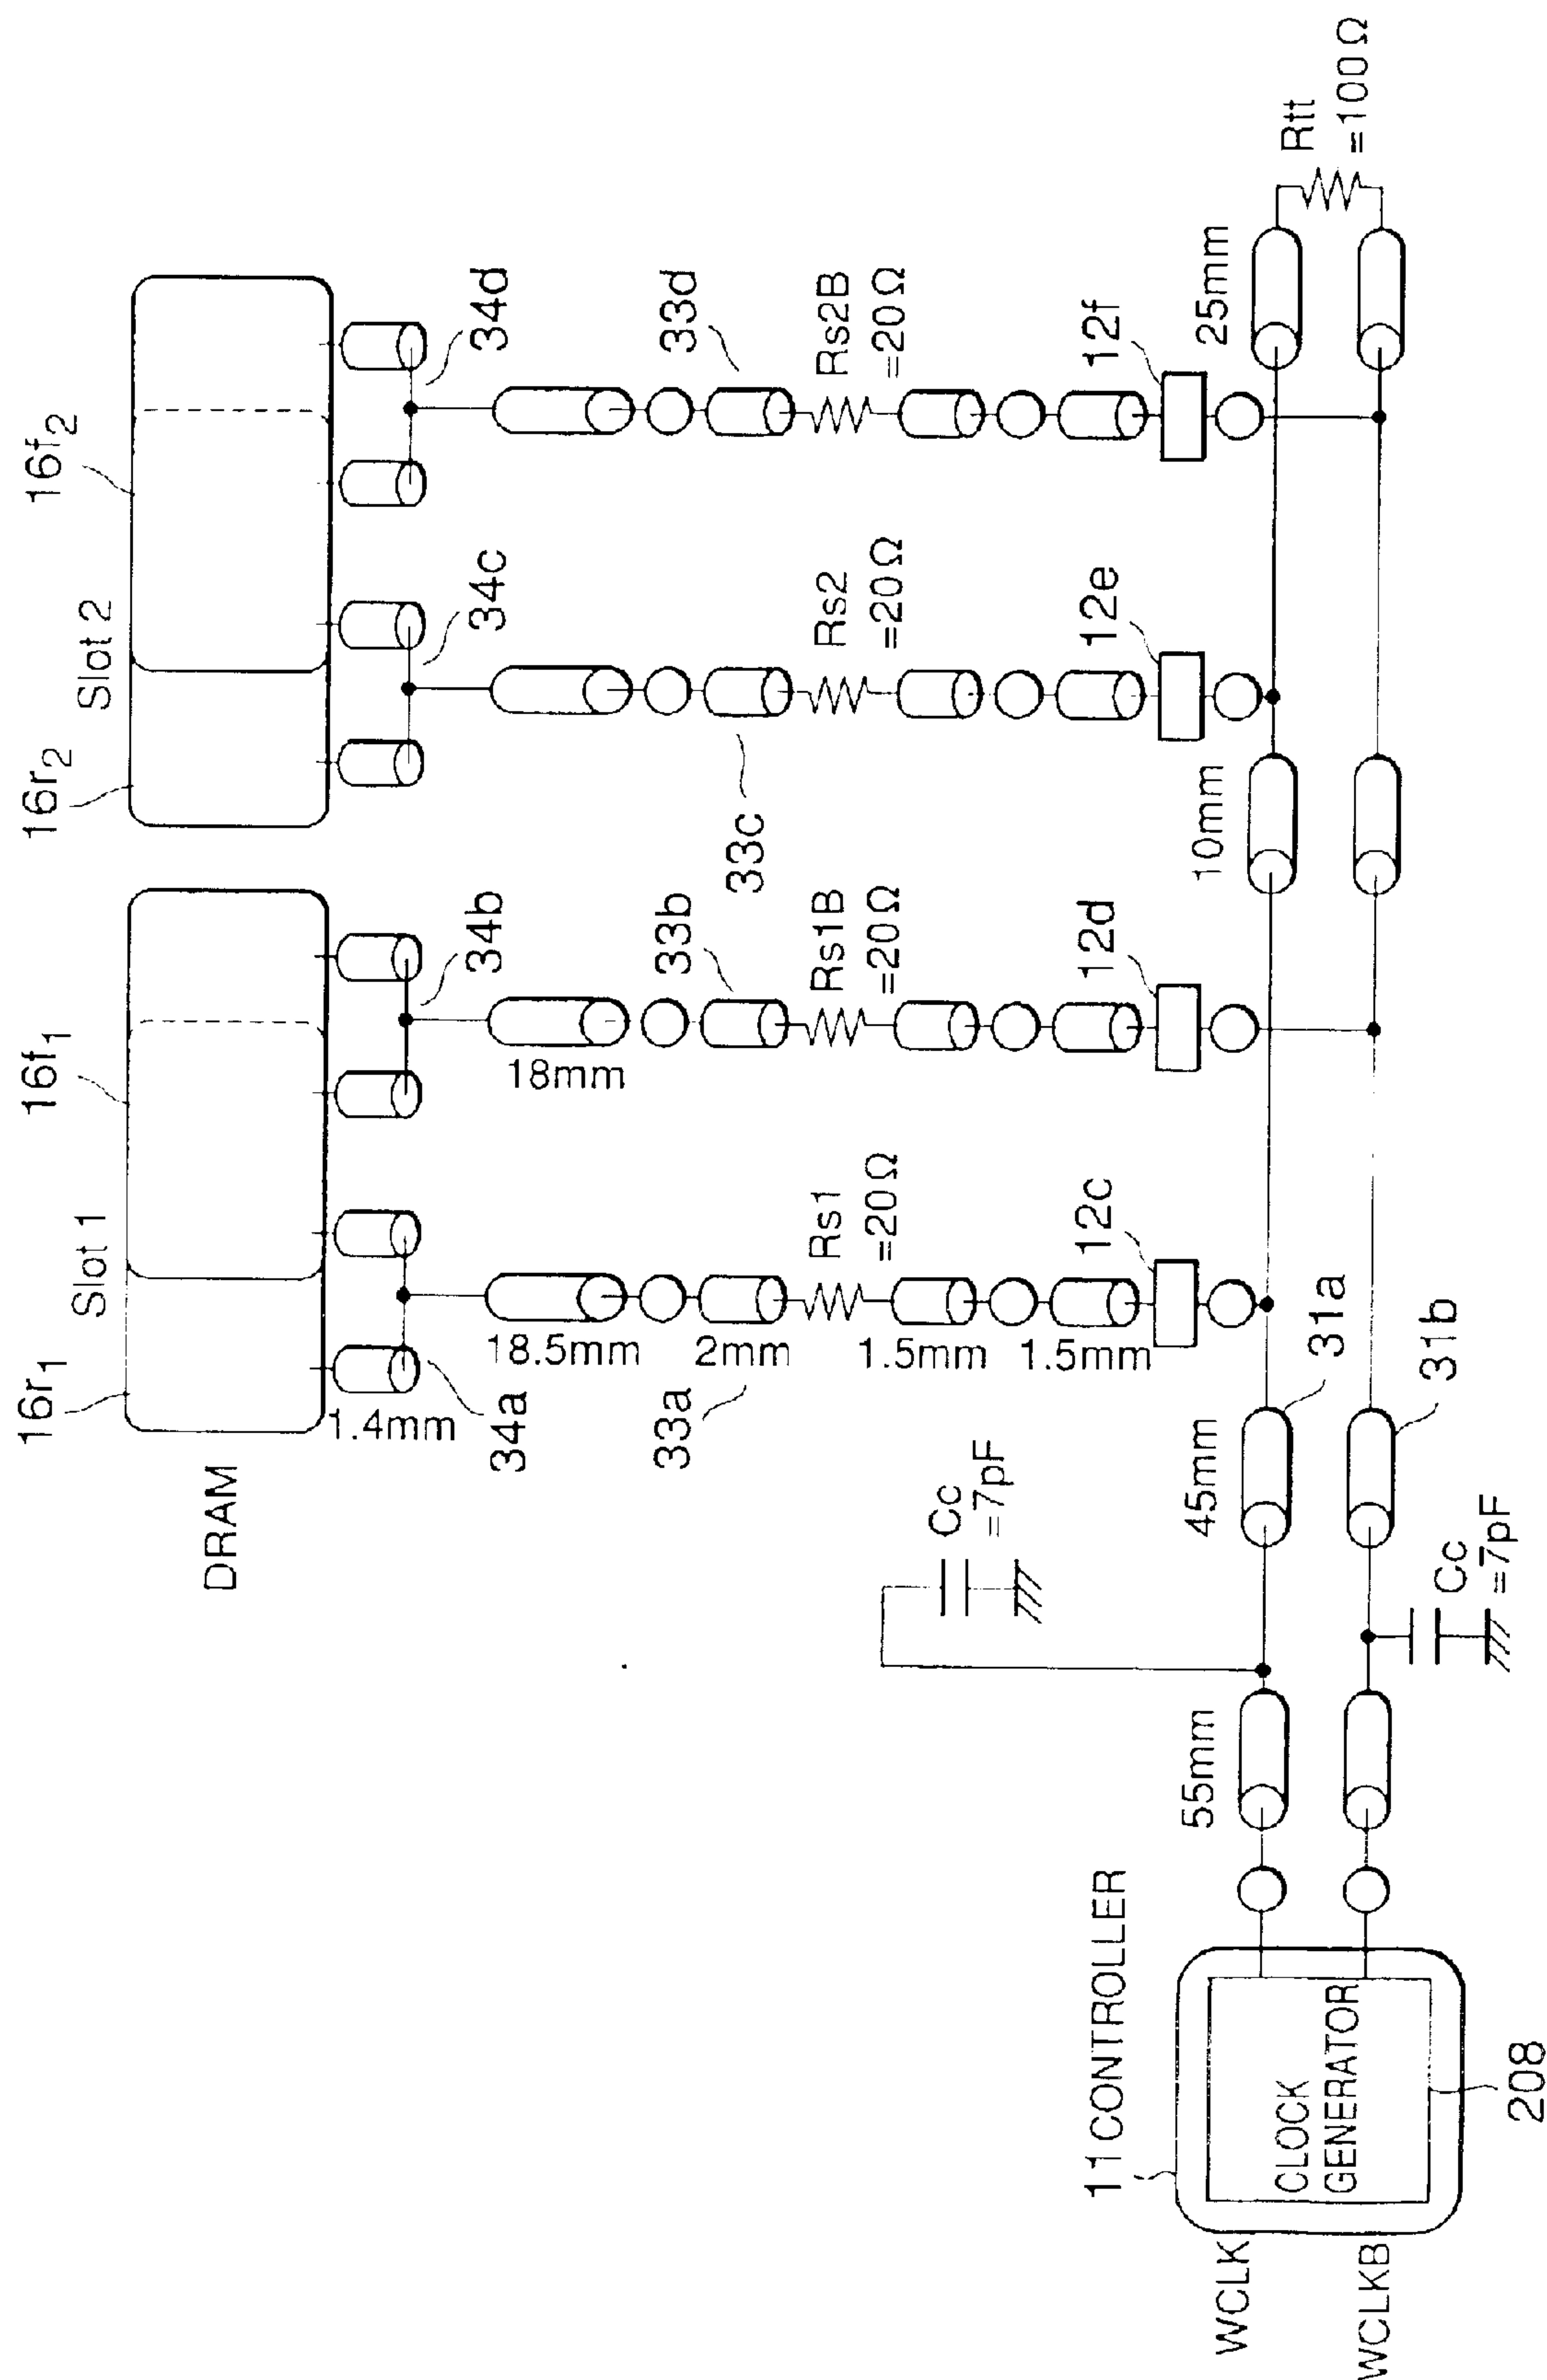 16r1
16f1
16r2
16f2
Slot 1
Slot 2
DRAM
1.4mm
34a
34b
34c
34d
18.5mm
18mm
2mm
33a
33b
33c
33d
Rs1
=20Ω
Rs1B
=20Ω
Rs2
=20Ω
Rs2B
=20Ω
1.5mm
1.5mm
12c
12d
12e
12f
Cc
=7pF
55mm
45mm
31a
10mm
25mm
Rtt
=100Ω
31b
Cc
=7pF
11 CONTROLLER
CLOCK
GENERATOR
208
WCLK
WCLKB